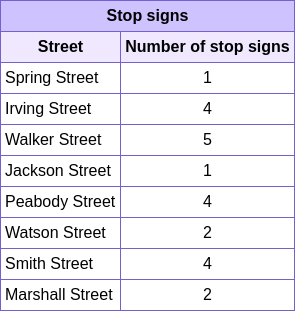 Stop signs
Street Number of stop signs
Spring Street 1
Irving Street 4
Walker Street 5
Jackson Street 1
Peabody Street 4
Watson Street 2
Smith Street 4
Marshall Street 2